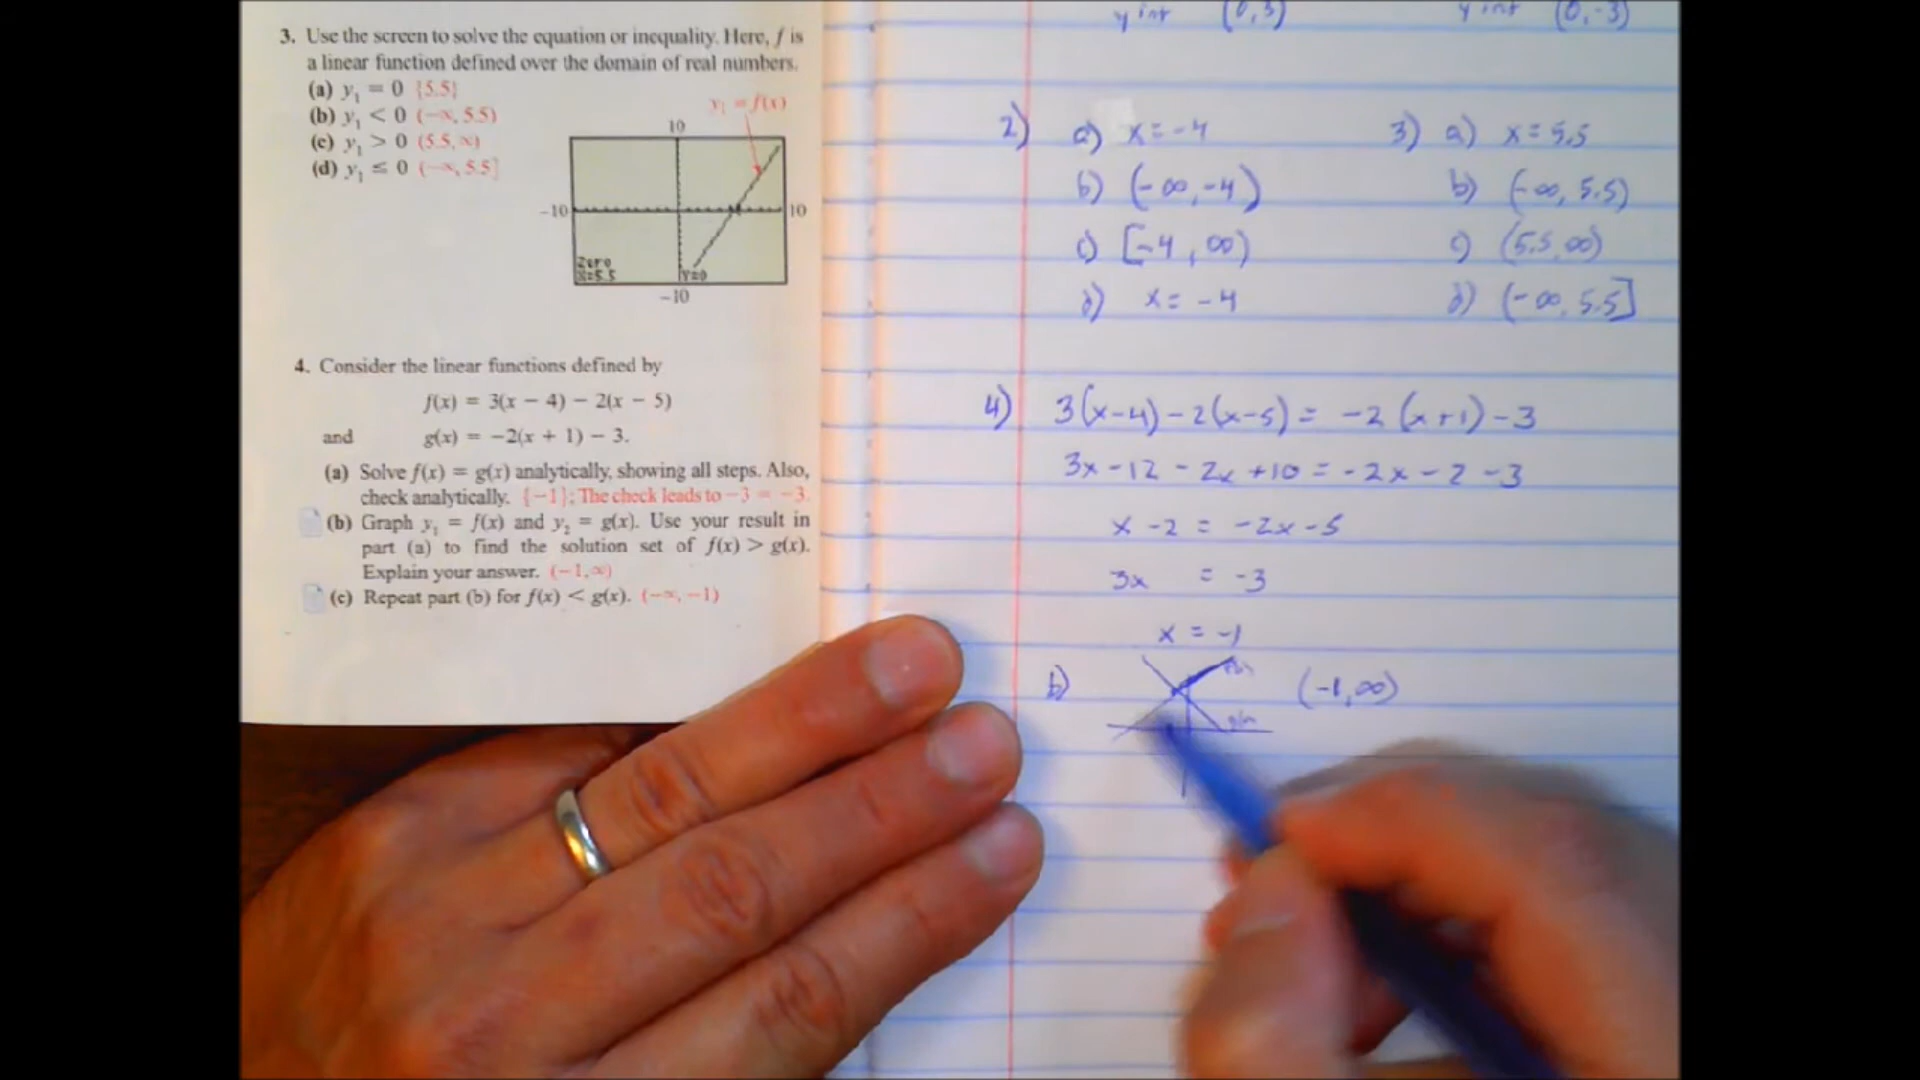 3. Use the screen to solve the equation or inequality. Here, f is
a linear function defined over the domain of real numbers.
(a) y₁ = 0 {5.5}
(b) y₁ < 0 (−∞, 5.5)
(c) y₁ > 0 (5.5, ∞)
(d) y₁ ≤ 0 (−∞, 5.5]
y₁ = f(x)
10
−10
10
Zero
X=5.5
Y=0
−10
4. Consider the linear functions defined by
f(x) = 3(x − 4) − 2(x − 5)
and
g(x) = −2(x + 1) − 3.
(a) Solve f(x) = g(x) analytically, showing all steps. Also,
check analytically. {−1}; The check leads to −3 = −3.
(b) Graph y₁ = f(x) and y₂ = g(x). Use your result in
part (a) to find the solution set of f(x) > g(x).
Explain your answer. (−1, ∞)
(c) Repeat part (b) for f(x) < g(x). (−∞, −1)
y int (0,3)
y int (0,-3)
2) a) x = -4
b) (-∞, -4)
c) [-4, ∞)
d) x = -4
3) a) x = 5.5
b) (-∞, 5.5)
c) (5.5, ∞)
d) (-∞, 5.5]
4) 3(x-4) - 2(x-5) = -2(x+1) - 3
3x - 12 - 2x + 10 = -2x - 2 - 3
x - 2 = -2x - 5
3x = -3
x = -1
b) (-1, ∞)